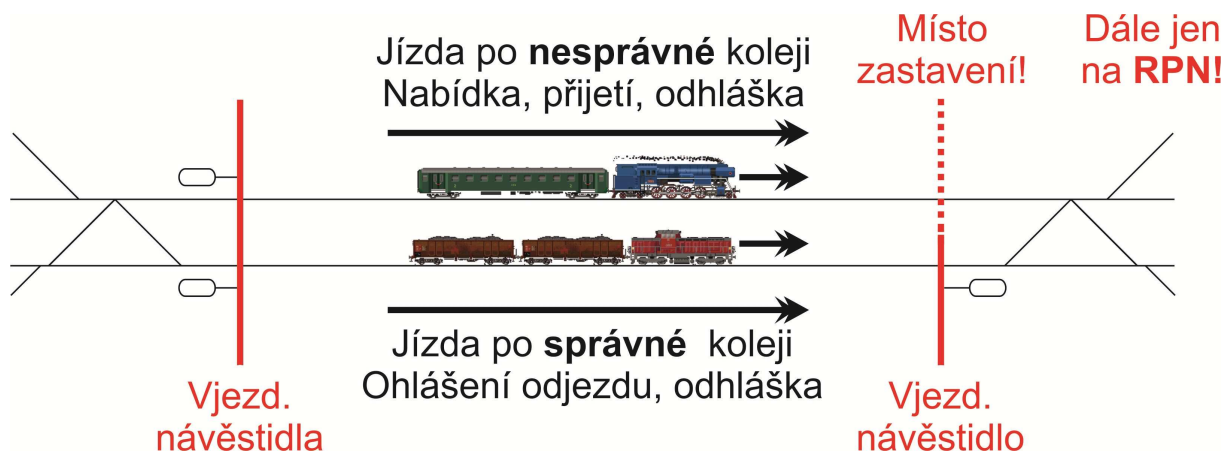 Jízda po nesprávné koleji
Nabídka, přijetí, odhláška
Místo
zastavení!
Dále jen
na RPN!
Jízda po správné koleji
Ohlášení odjezdu, odhláška
Vjezd.
návěstidla
Vjezd.
návěstidlo